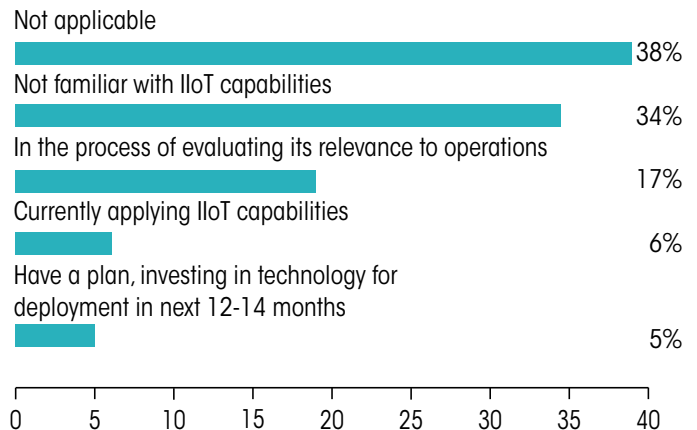 Not applicable
38%
Not familiar with IIoT capabilities
34%
In the process of evaluating its relevance to operations
17%
Currently applying IIoT capabilities
6%
Have a plan, investing in technology for
deployment in next 12-14 months
5%
0 5 10 15 20 25 30 35 40